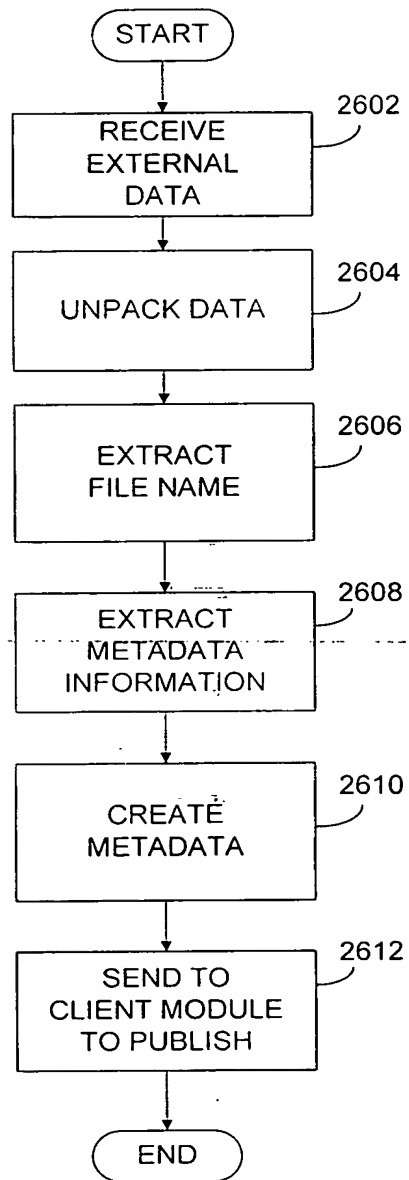 START
2602
RECEIVE
EXTERNAL
DATA
2604
UNPACK DATA
2606
EXTRACT
FILE NAME
2608
EXTRACT
METADATA
INFORMATION
2610
CREATE
METADATA
2612
SEND TO
CLIENT MODULE
TO PUBLISH
END